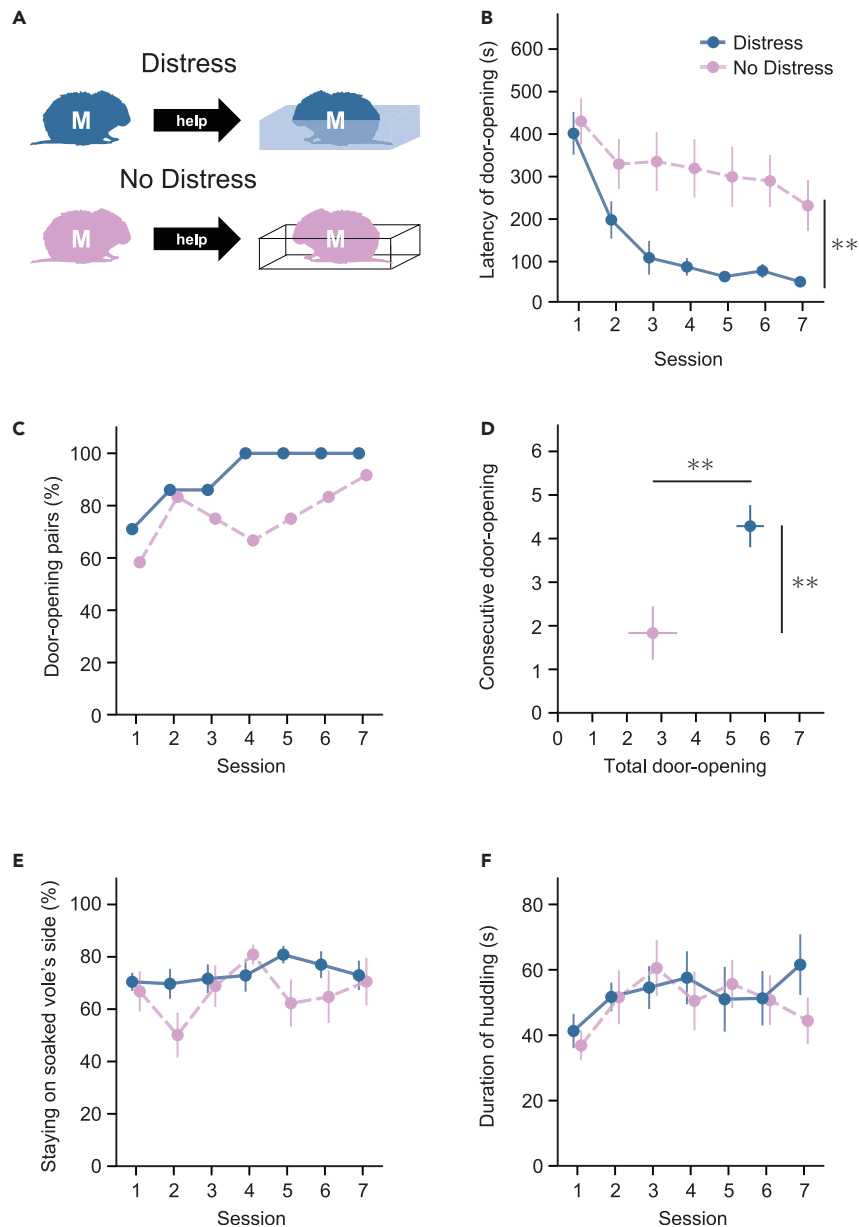 A
Distress
M
help
M
No Distress
M
help
M
B
Latency of door-opening (s)
600
500
400
300
200
100
0
Distress
No Distress
**
1 2 3 4 5 6 7
Session
C
Door-opening pairs (%)
100
80
60
40
20
0
1 2 3 4 5 6 7
Session
D
Consecutive door-opening
6
5
4
3
2
1
0
**
**
0 1 2 3 4 5 6 7
Total door-opening
E
Staying on soaked vole's side (%)
100
80
60
40
20
0
1 2 3 4 5 6 7
Session
F
Duration of huddling (s)
80
60
40
20
0
1 2 3 4 5 6 7
Session